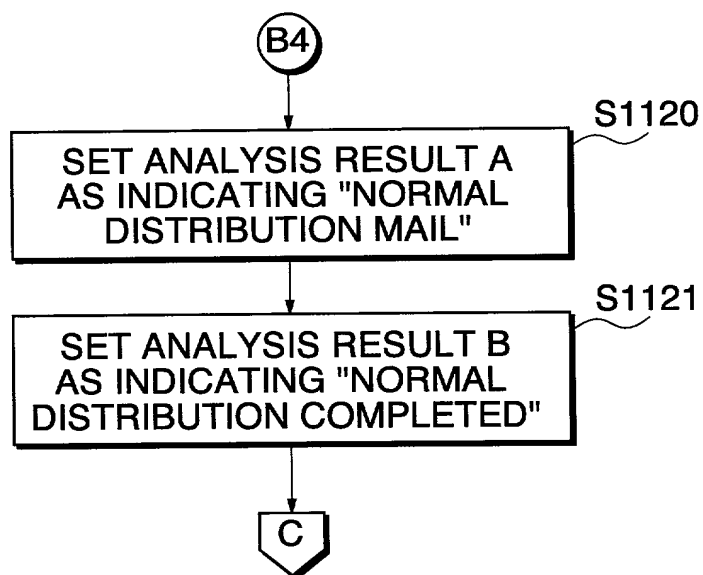 B4
S1120
SET ANALYSIS RESULT A
AS INDICATING "NORMAL
DISTRIBUTION MAIL"
S1121
SET ANALYSIS RESULT B
AS INDICATING "NORMAL
DISTRIBUTION COMPLETED"
C